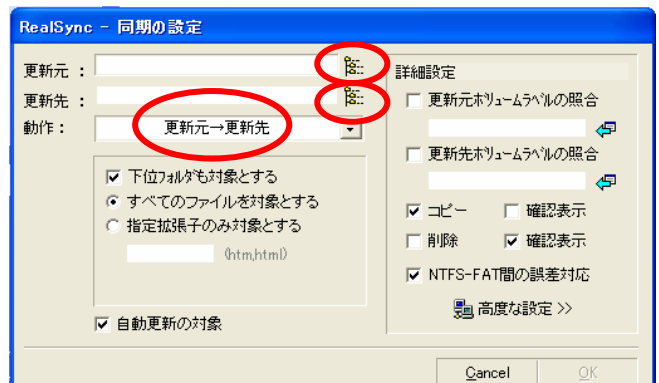 RealSync - 同期の設定
更新元 :
更新先 :
動作 :
更新元→更新先
下位フォルダも対象とする
すべてのファイルを対象とする
指定拡張子のみ対象とする
(htm,html)
自動更新の対象
詳細設定
更新元ボリュームラベルの照合
更新先ボリュームラベルの照合
コピー 確認表示
削除 確認表示
NTFS-FAT間の誤差対応
高度な設定 >>
Cancel OK